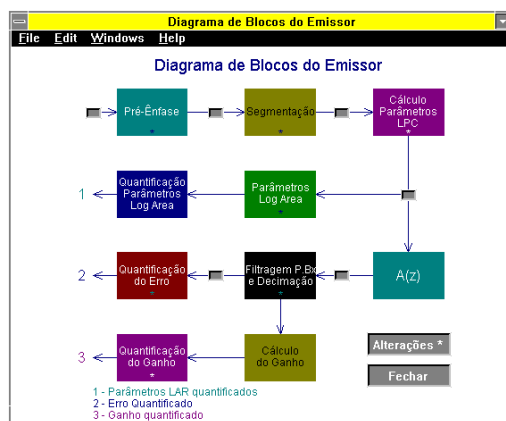 Diagrama de Blocos do Emissor
File Edit Windows Help
Diagrama de Blocos do Emissor
Pré-Ênfase
*
Segmentação
*
Cálculo
Parâmetros
LPC
*
1
Quantificação
Parâmetros
Log Area
Parâmetros
Log Area
*
2
Quantificação
do Erro
*
Filtragem P.Bx
e Decimação
*
A(z)
3
Quantificação
do Ganho
*
Cálculo
do Ganho
Alterações *
Fechar
1 - Parâmetros LAR quantificados
2 - Erro Quantificado
3 - Ganho quantificado